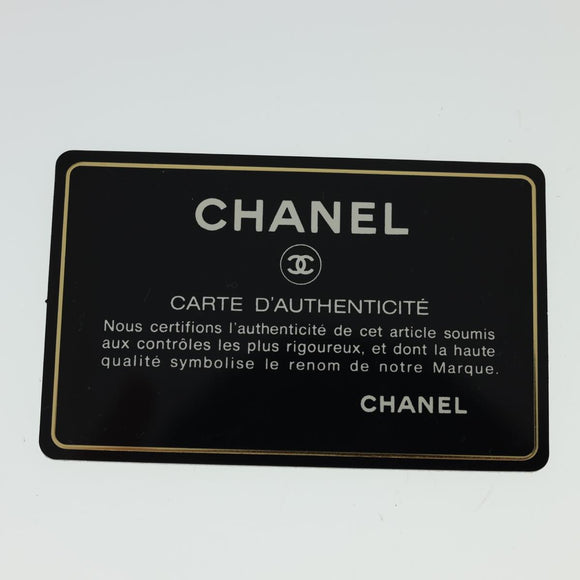 CHANEL
CARTE D'AUTHENTICITÉ
Nous certifions l'authenticité de cet article soumis
aux contrôles les plus rigoureux, et dont la haute
qualité symbolise le renom de notre Marque.
CHANEL